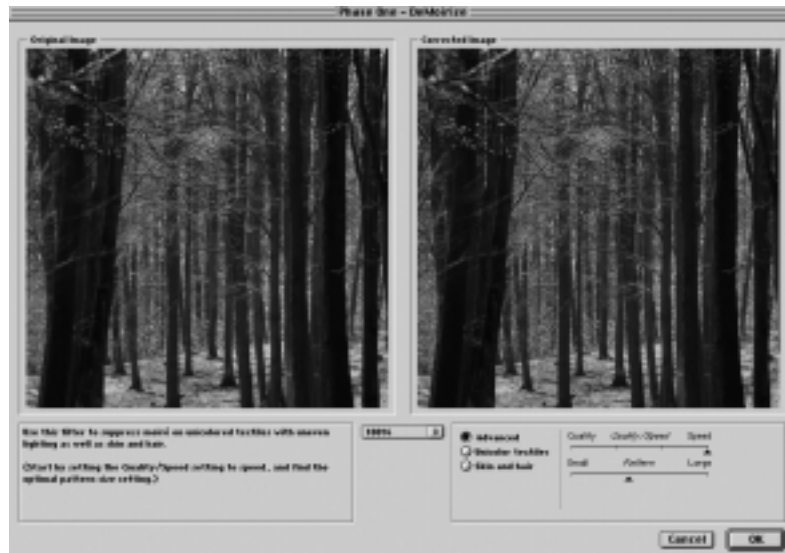 Phase One - DeMoirize
Original Image
Corrected Image
Use this filter to suppress moiré on unicolored textiles with uneven
lighting as well as skin and hair.
(Start by setting the Quality/Speed setting to speed, and find the
optimal pattern size setting.)
100%
Advanced
Unicolor textiles
Skin and hair
Quality Quality/Speed Speed
Small Pattern Large
Cancel OK